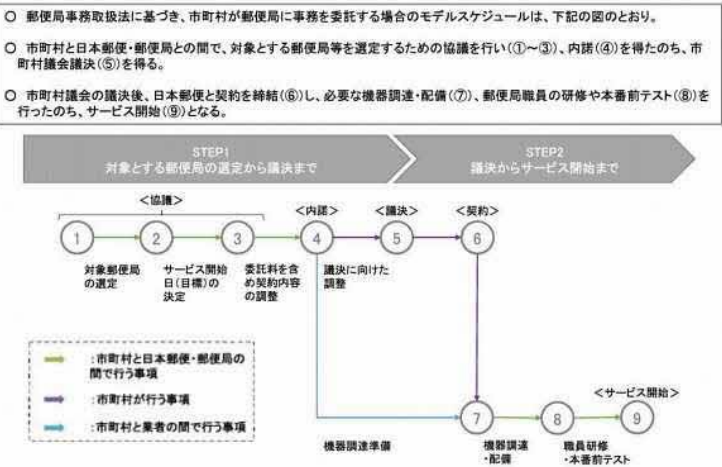 ○ 郵便局事務取扱法に基づき、市町村が郵便局に事務を委託する場合のモデルスケジュールは、下記の図のとおり。
○ 市町村と日本郵便・郵便局との間で、対象とする郵便局等を選定するための協議を行い(①～③)、内諾(④)を得たのち、市
町村議会議決(⑤)を得る。
○ 市町村議会の議決後、日本郵便と契約を締結(⑥)し、必要な機器調達・配備(⑦)、郵便局職員の研修や本番前テスト(⑧)を
行ったのち、サービス開始(⑨)となる。
STEP1
対象とする郵便局の選定から議決まで
STEP2
議決からサービス開始まで
<協議>
<内諾>
<議決>
<契約>
1
2
3
4
5
6
対象郵便局
の選定
サービス開始
日(目標)の
決定
委託料を含
め契約内容
の調整
議決に向けた
調整
:市町村と日本郵便・郵便局の
間で行う事項
:市町村が行う事項
:市町村と業者の間で行う事項
<サービス開始>
7
8
9
機器調達準備
機器調達
・配備
職員研修
・本番前テスト